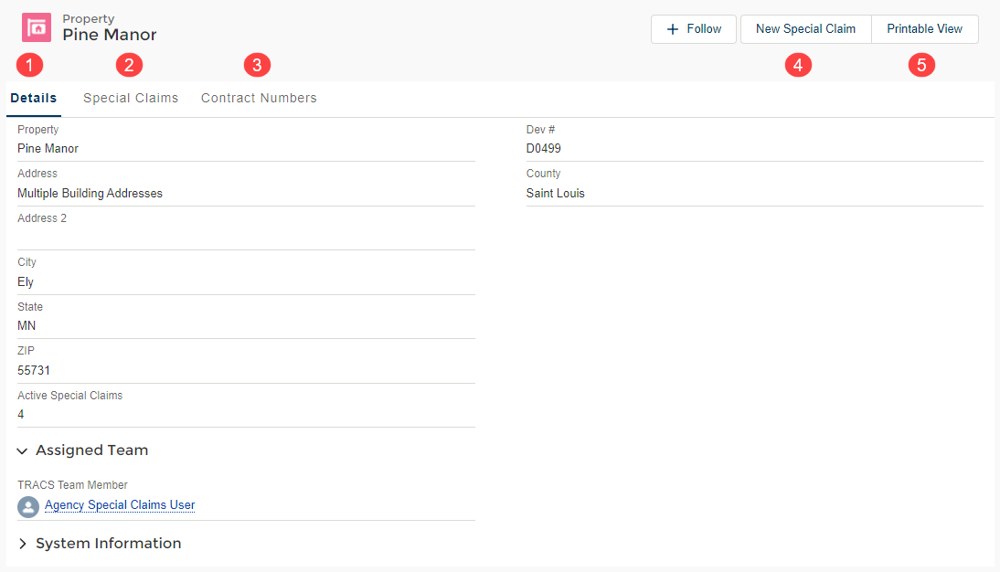 Property
Pine Manor
Follow
New Special Claim
Printable View
1
2
3
4
5
Details
Special Claims
Contract Numbers
Property
Pine Manor
Dev #
D0499
Address
Multiple Building Addresses
County
Saint Louis
Address 2
City
Ely
State
MN
ZIP
55731
Active Special Claims
4
Assigned Team
TRACS Team Member
Agency Special Claims User
System Information